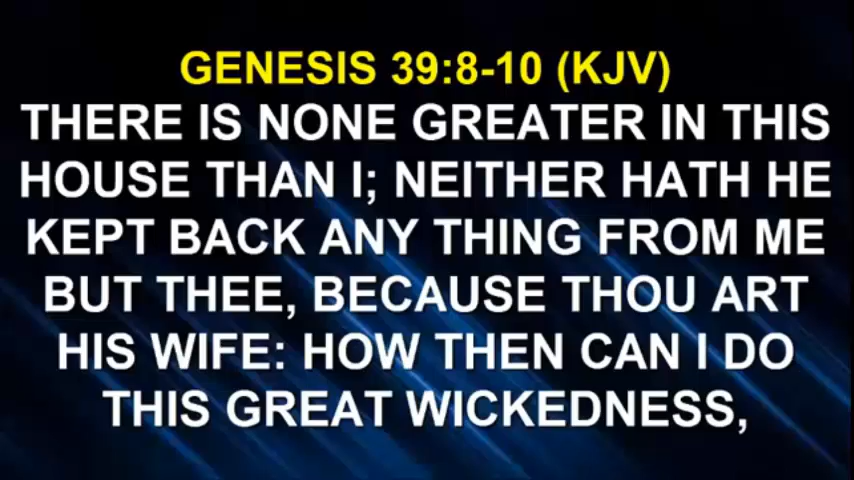 GENESIS 39:8-10 (KJV)
THERE IS NONE GREATER IN THIS
HOUSE THAN I; NEITHER HATH HE
KEPT BACK ANY THING FROM ME
BUT THEE, BECAUSE THOU ART
HIS WIFE: HOW THEN CAN I DO
THIS GREAT WICKEDNESS,